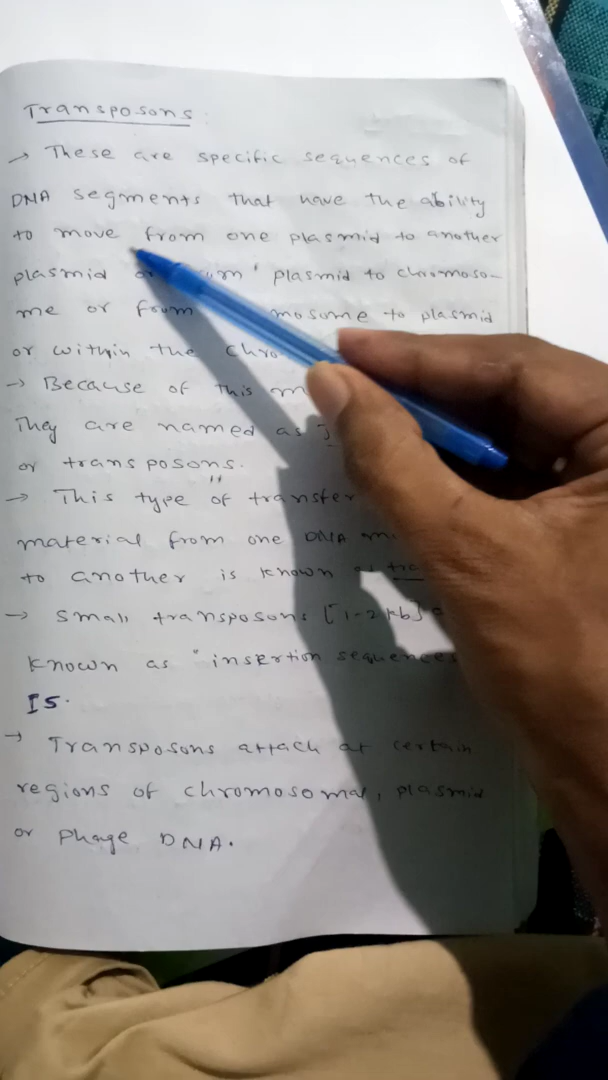 Transposons
→ These are specific sequences of
DNA segments that have the ability
to move from one plasmid to another
plasmid plasmid to chromoso-
me or from to plasmid
or within the
→ Because of this
They are named as
or transposons.
→ This type of transfer
material from one DNA
to another is known
→ Small transposons [1-2kb]
known as "insertion sequences
IS.
→ Transposons attach at certain
regions of chromosomal, plasmid
or phage DNA.